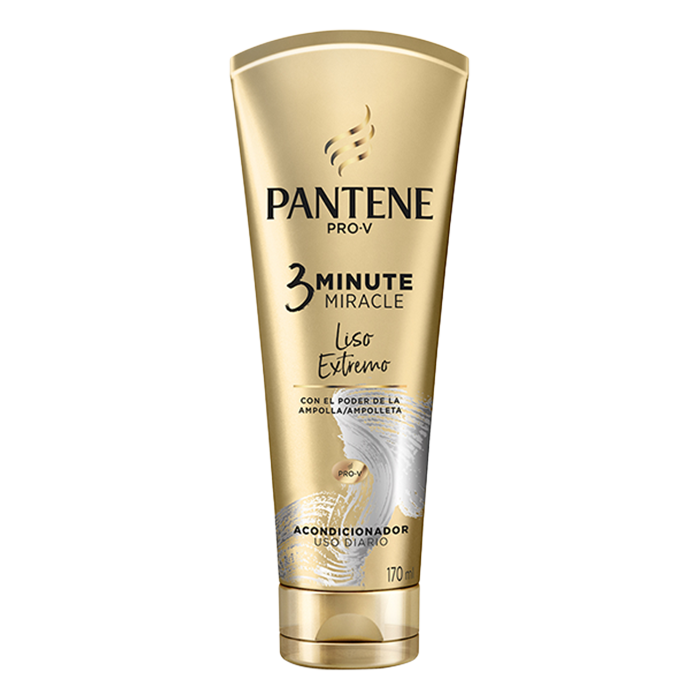 PANTENE
PRO-V
3 MINUTE
MIRACLE
Liso
Extremo
CON EL PODER DE LA
AMPOLLA/AMPOLLETA
PRO-V
ACONDICIONADOR
USO DIARIO
170 ml